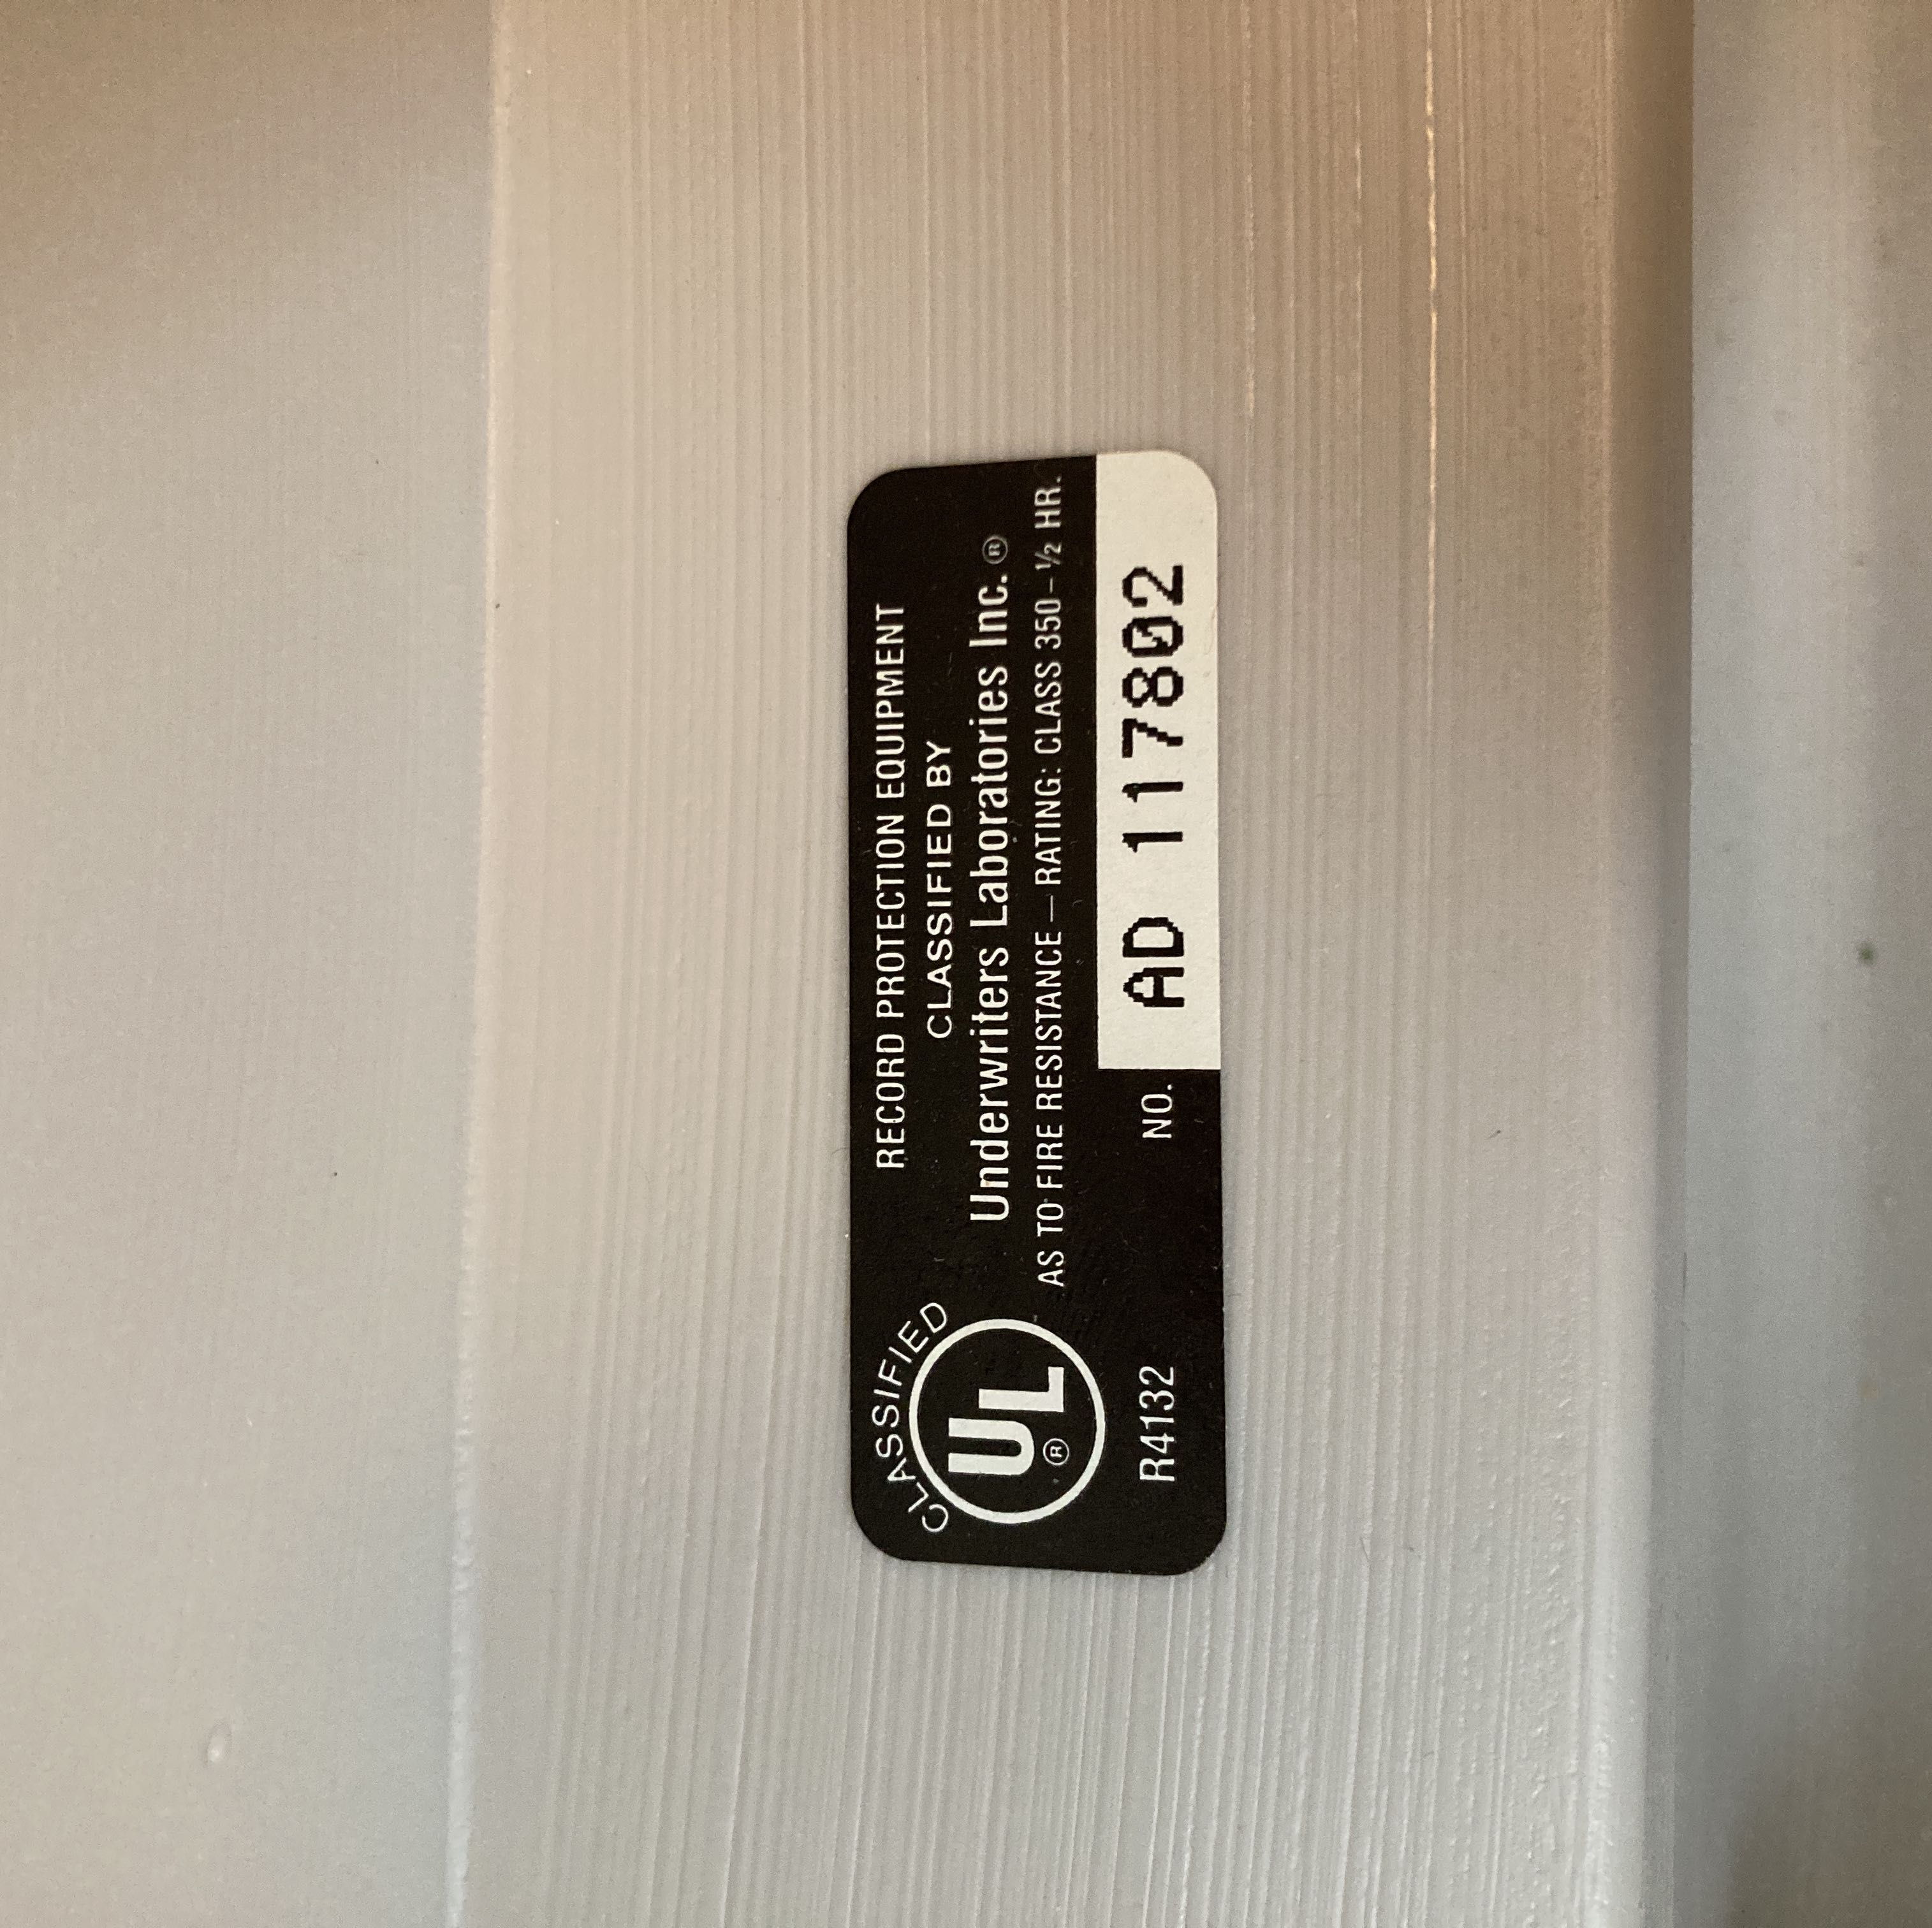 RECORD PROTECTION EQUIPMENT
CLASSIFIED BY
Underwriters Laboratories Inc.®
AS TO FIRE RESISTANCE — RATING: CLASS 350-½ HR.
CLASSIFIED
UL®
R4132
NO. AD 117802